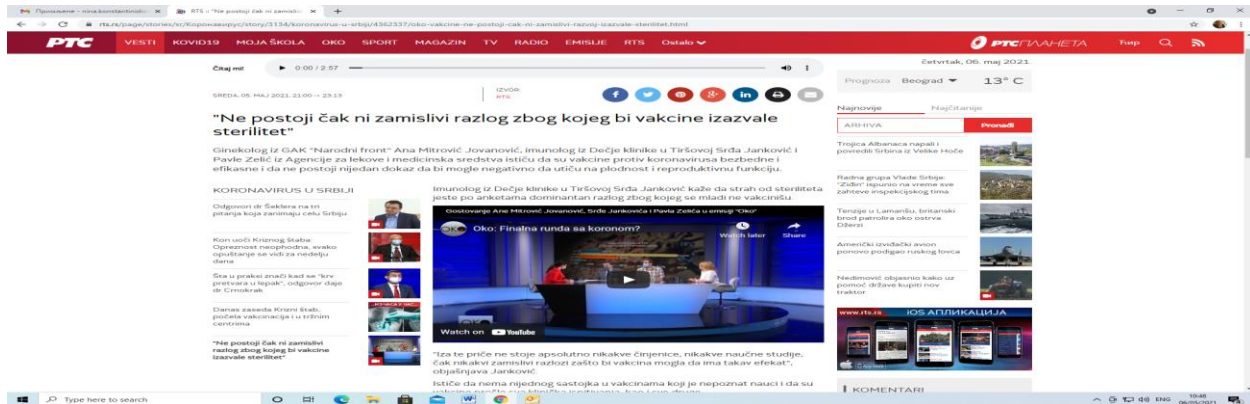 Примљене - nina.konstantinidis
RTS :: "Ne postoji čak ni zamislivi
rts.rs/page/stories/sr/Коронавирус/story/3134/koronavirus-u-srbiji/4362337/oko-vakcine-ne-postoji-cak-ni-zamislivi-razlog-izazvale-sterilitet.html
РТС VESTI KOVID19 МОЈА ŠKOLA OKO SPORT MAGAZIN TV RADIO EMISIJE RTS Ostalo
РТС ПЛАНЕТА Ћир
Čitaj mi!
0:00 / 2:57
SREDA, 05. MAJ 2021, 21:00 -> 23:13
IZVOR:
RTS
"Ne postoji čak ni zamislivi razlog zbog kojeg bi vakcine izazvale
sterilitet"
Ginekolog iz GAK "Narodni front" Ana Mitrović Jovanović, imunolog iz Dečje klinike u Tiršovoj Srđa Janković i
Pavle Zelić iz Agencije za lekove i medicinska sredstva ističu da su vakcine protiv koronavirusa bezbedne i
efikasne i da ne postoji nijedan dokaz da bi mogle negativno da utiču na plodnost i reproduktivnu funkciju.
KORONAVIRUS U SRBIJI
Odgovori dr Šeklera na tri
pitanja koja zanimaju celu Srbiju
Kon uoči Kriznog štaba:
Opreznost neophodna, svako
opuštanje se vidi za nedelju
dana
Šta u praksi znači kad se "krv
pretvara u lepak", odgovor daje
dr Crnokrak
Danas zaseda Krizni štab,
počela vakcinacija i u tržnim
centrima
"Ne postoji čak ni zamislivi
razlog zbog kojeg bi vakcine
izazvale sterilitet"
Imunolog iz Dečje klinike u Tiršovoj Srđa Janković kaže da strah od steriliteta
jeste po anketama dominantan razlog zbog kojeg se mladi ne vakcinišu.
Gostovanje Ane Mitrović Jovanović, Srđe Jankovića i Pavla Zelića u emisiji "Oko"
OKO
Oko: Finalna runda sa koronom?
Watch later
Share
Watch on YouTube
"Iza te priče ne stoje apsolutno nikakve činjenice, nikakve naučne studije,
čak nikakvi zamislivi razlozi zašto bi vakcina mogla da ima takav efekat",
objašnjava Janković.
Ističe da nema nijednog sastojka u vakcinama koji je nepoznat nauci i da su
četvrtak, 06. maj 2021.
Prognoza Beograd 13° C
Najnovije Najčitanije
ARHIVA Pronađi
Trojica Albanaca napali i
povredili Srbina iz Velike Hoče
Radna grupa Vlade Srbije:
"Ziđin" ispunio na vreme sve
zahteve inspekcijskog tima
Tenzije u Lamanšu, britanski
brod patrolira oko ostrva
Džerzi
Američki izviđački avion
ponovo podigao ruskog lovca
Nedimović objasnio kako uz
pomoć države kupiti nov
traktor
www.rts.rs iOS АПЛИКАЦИЈА
KOMENTARI
Type here to search
ENG
10:48
06/05/2021